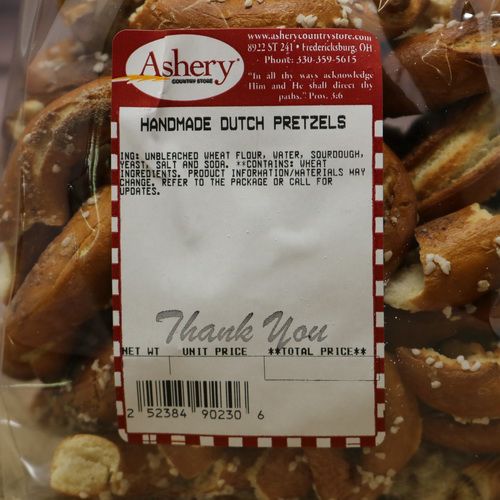 Ashery
COUNTRY STORE
www.asherycountrystore.com
8922 ST 241 • Fredericksburg, OH
Phone: 330-359-5615
"In all thy ways acknowledge
Him and He shall direct thy
paths." Prov. 3:6
HANDMADE DUTCH PRETZELS
ING: UNBLEACHED WHEAT FLOUR, WATER, SOURDOUGH,
YEAST, SALT AND SODA. **CONTAINS: WHEAT
INGREDIENTS. PRODUCT INFORMATION/MATERIALS MAY
CHANGE. REFER TO THE PACKAGE OR CALL FOR
UPDATES.
Thank You
NET WT UNIT PRICE **TOTAL PRICE**
2 52384 90230 6